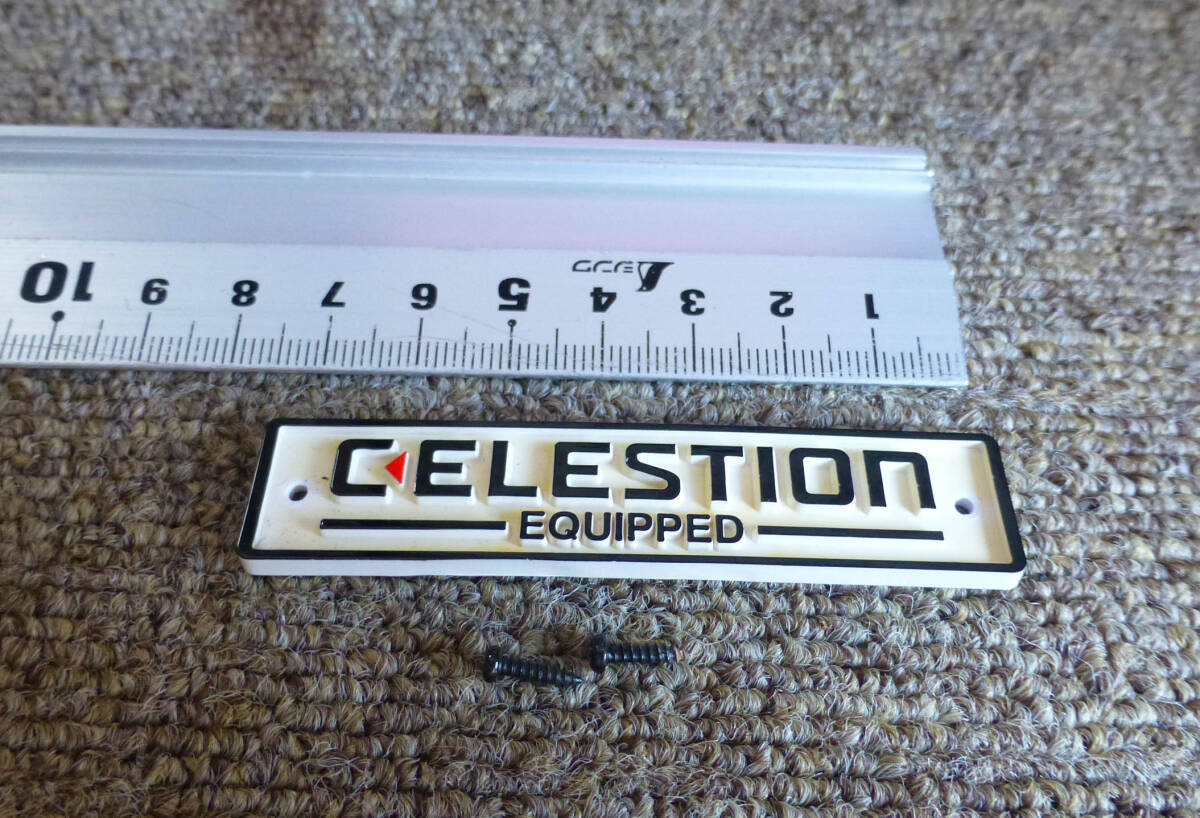 10 9 8 7 6 5 4 3 2 1
CELESTION
EQUIPPED